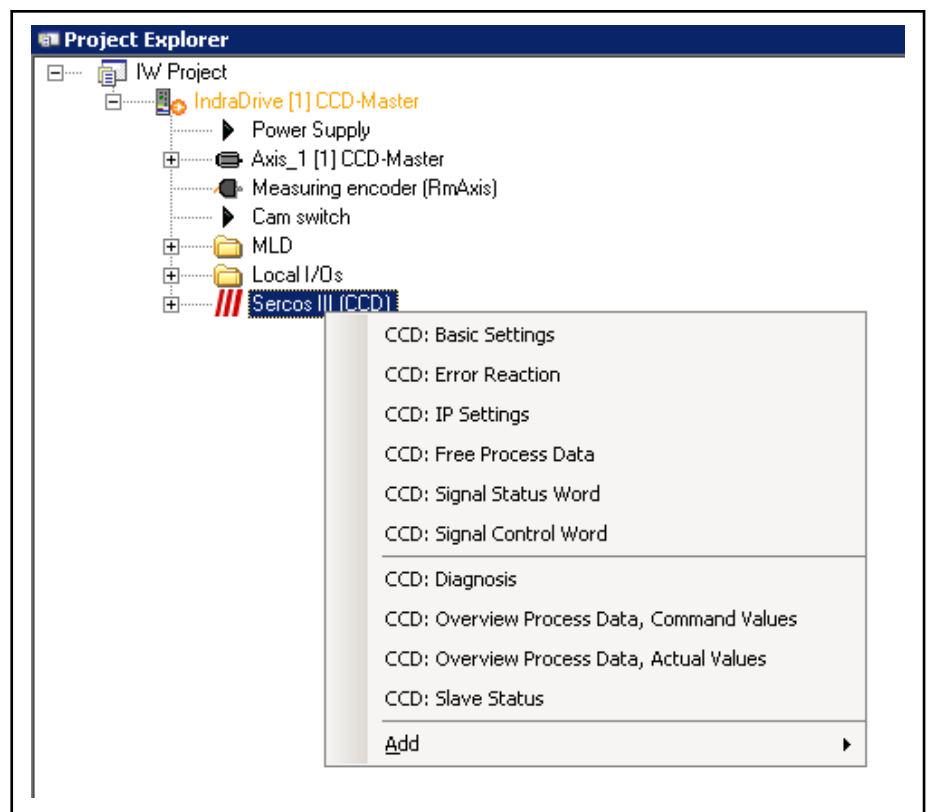 Project Explorer
IW Project
IndraDrive [1] CCD-Master
Power Supply
Axis_1 [1] CCD-Master
Measuring encoder (RmAxis)
Cam switch
MLD
Local I/Os
Sercos III (CCD)
CCD: Basic Settings
CCD: Error Reaction
CCD: IP Settings
CCD: Free Process Data
CCD: Signal Status Word
CCD: Signal Control Word
CCD: Diagnosis
CCD: Overview Process Data, Command Values
CCD: Overview Process Data, Actual Values
CCD: Slave Status
Add